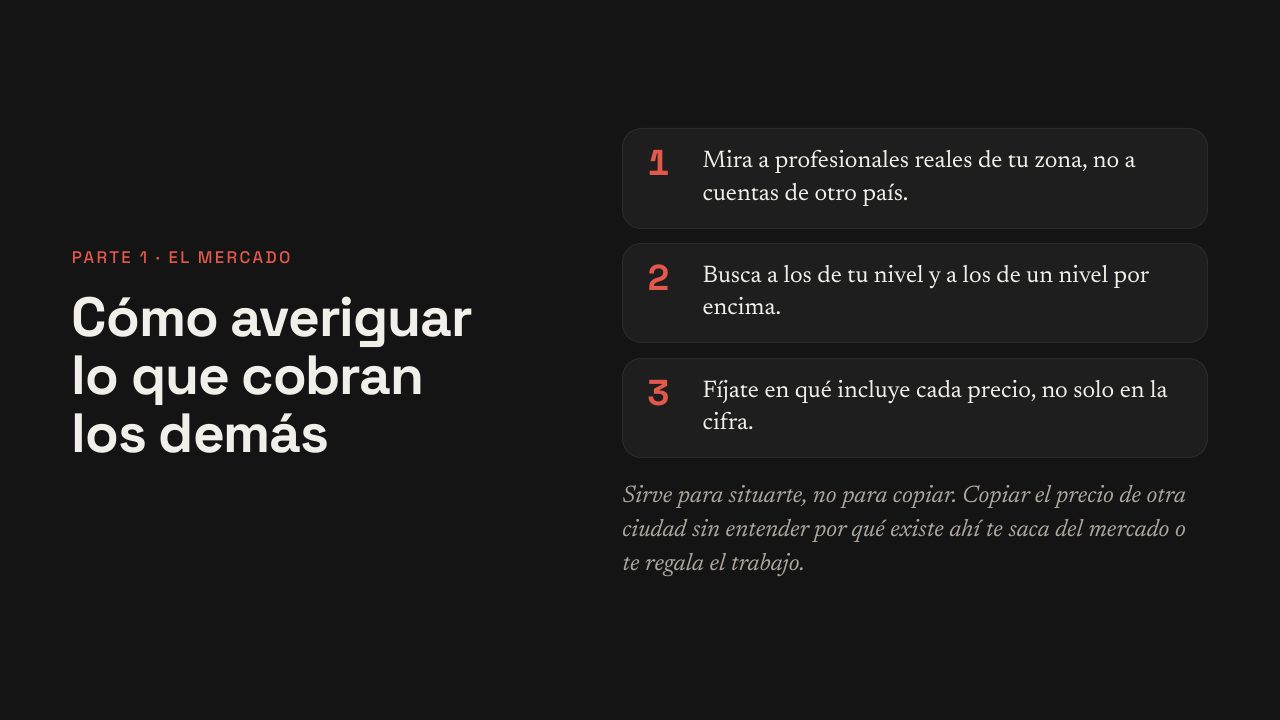 PARTE 1 · EL MERCADO
Cómo averiguar
lo que cobran
los demás
1
Mira a profesionales reales de tu zona, no a
cuentas de otro país.
2
Busca a los de tu nivel y a los de un nivel por
encima.
3
Fíjate en qué incluye cada precio, no solo en la
cifra.
Sirve para situarte, no para copiar. Copiar el precio de otra
ciudad sin entender por qué existe ahí te saca del mercado o
te regala el trabajo.